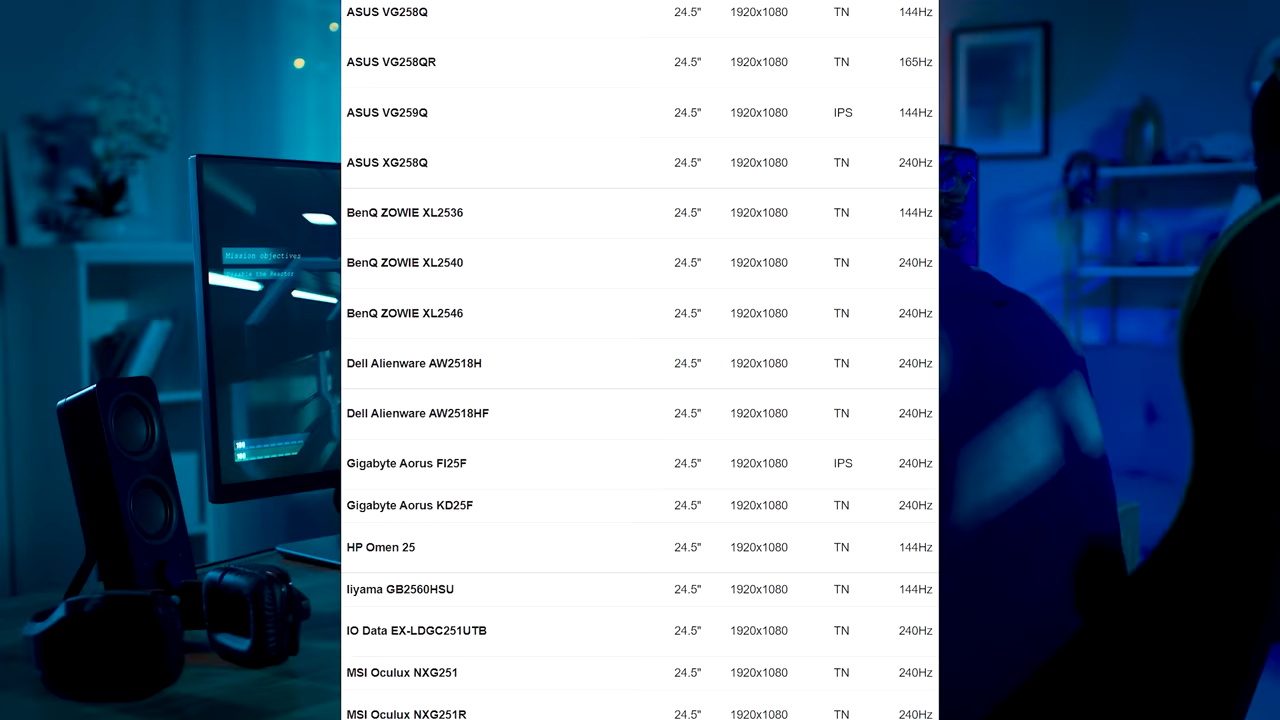 ASUS VG258Q 24.5" 1920x1080 TN 144Hz
ASUS VG258QR 24.5" 1920x1080 TN 165Hz
ASUS VG259Q 24.5" 1920x1080 IPS 144Hz
ASUS XG258Q 24.5" 1920x1080 TN 240Hz
BenQ ZOWIE XL2536 24.5" 1920x1080 TN 144Hz
BenQ ZOWIE XL2540 24.5" 1920x1080 TN 240Hz
BenQ ZOWIE XL2546 24.5" 1920x1080 TN 240Hz
Dell Alienware AW2518H 24.5" 1920x1080 TN 240Hz
Dell Alienware AW2518HF 24.5" 1920x1080 TN 240Hz
Gigabyte Aorus FI25F 24.5" 1920x1080 IPS 240Hz
Gigabyte Aorus KD25F 24.5" 1920x1080 TN 240Hz
HP Omen 25 24.5" 1920x1080 TN 144Hz
Iiyama GB2560HSU 24.5" 1920x1080 TN 144Hz
IO Data EX-LDGC251UTB 24.5" 1920x1080 TN 240Hz
MSI Oculux NXG251 24.5" 1920x1080 TN 240Hz
MSI Oculux NXG251R 24.5" 1920x1080 TN 240Hz
Mission objectives
Disable the Reactor
100
100